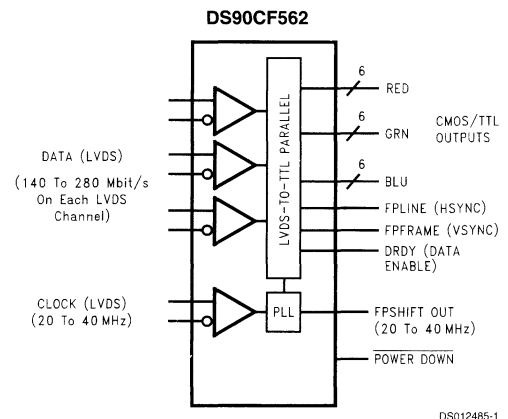 DS90CF562
6
RED
6
GRN
CMOS/TTL
OUTPUTS
6
BLU
DATA (LVDS)
(140 To 280 Mbit/s
On Each LVDS
Channel)
LVDS-TO-TTL PARALLEL
FPLINE (HSYNC)
FPFRAME (VSYNC)
DRDY (DATA
ENABLE)
CLOCK (LVDS)
(20 To 40 MHz)
PLL
FPSHIFT OUT
(20 To 40 MHz)
POWER DOWN
DS012485-1